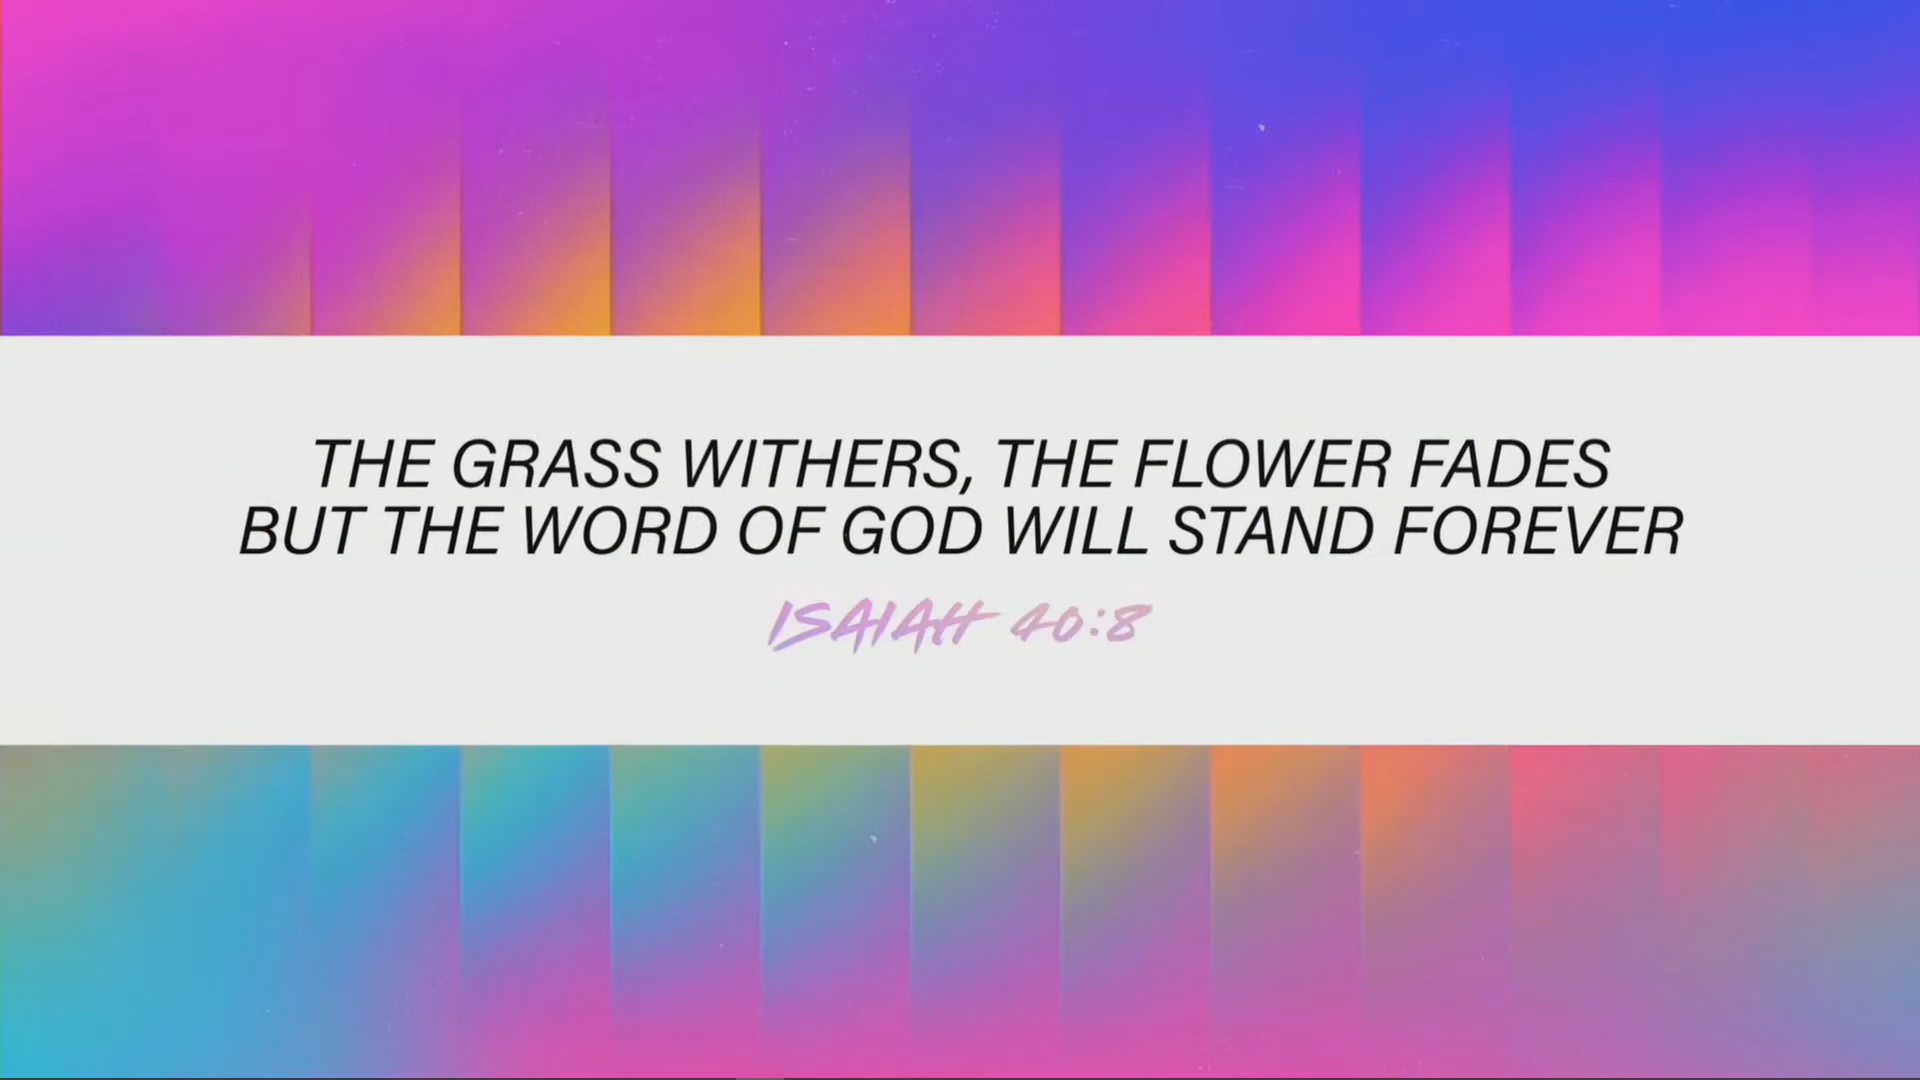 THE GRASS WITHERS, THE FLOWER FADES
BUT THE WORD OF GOD WILL STAND FOREVER
ISAIAH 40:8